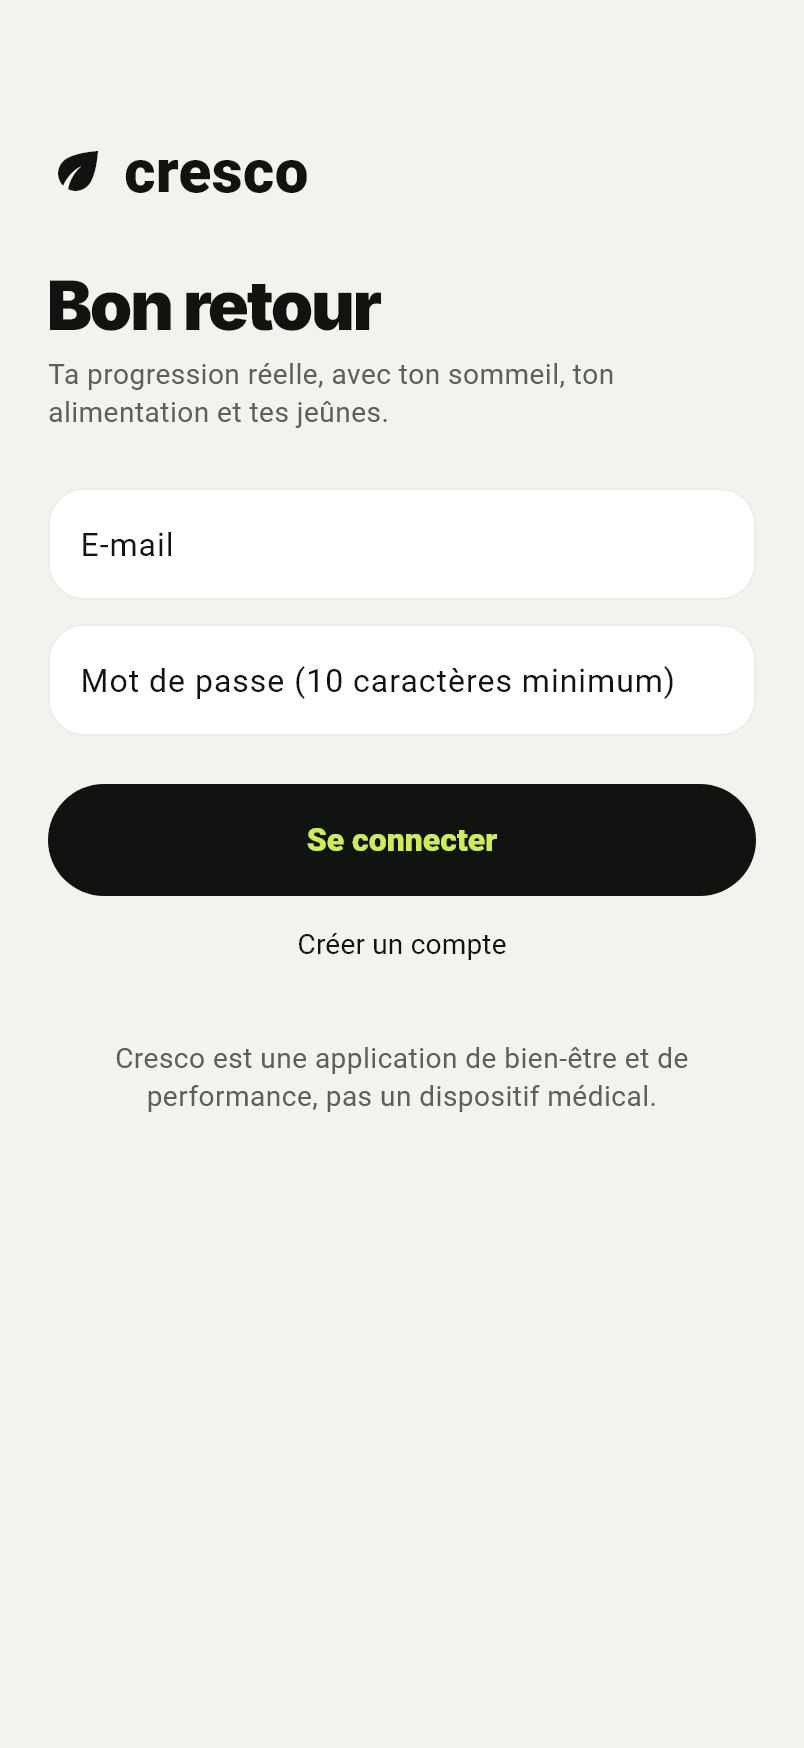 cresco
Bon retour
Ta progression réelle, avec ton sommeil, ton
alimentation et tes jeûnes.
E-mail
Mot de passe (10 caractères minimum)
Se connecter
Créer un compte
Cresco est une application de bien-être et de
performance, pas un dispositif médical.